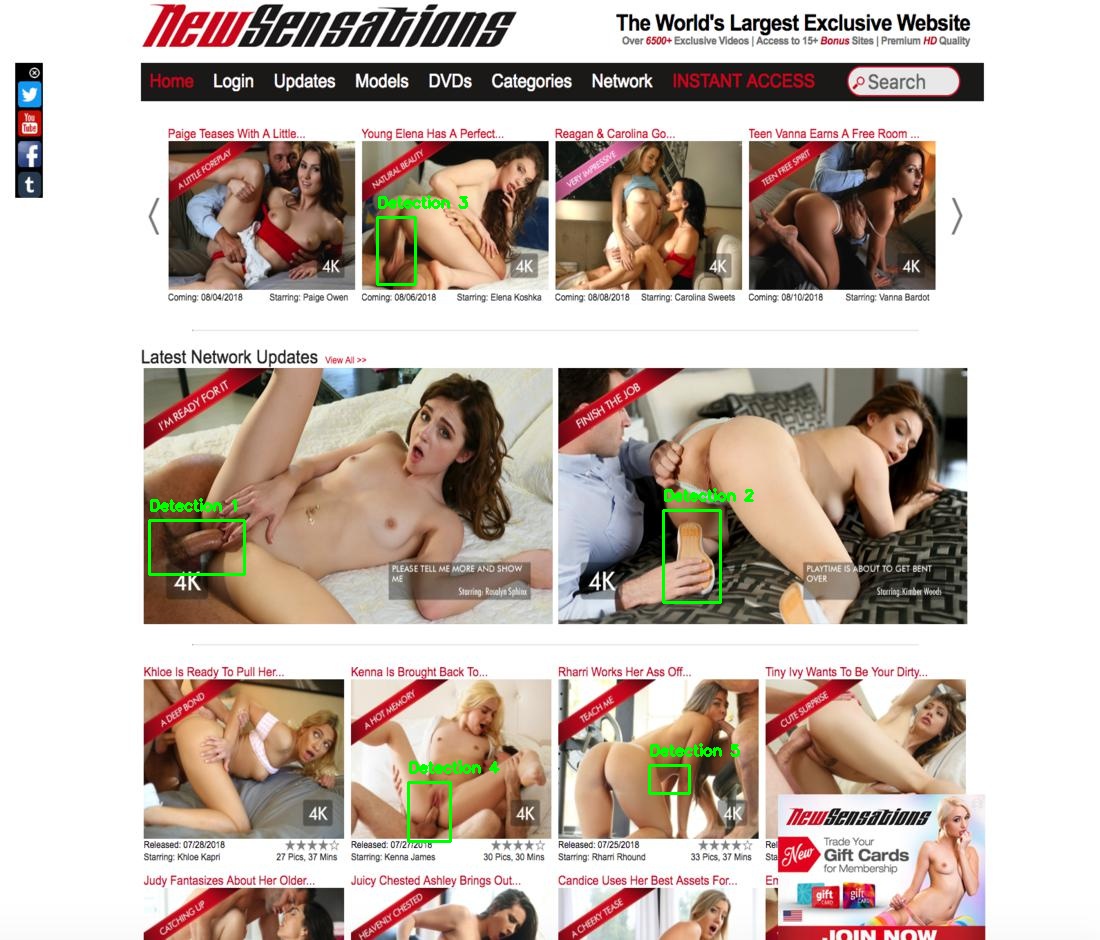 NewSensations
The World's Largest Exclusive Website
Over 6500+ Exclusive Videos | Access to 15+ Bonus Sites | Premium HD Quality
Home Login Updates Models DVDs Categories Network INSTANT ACCESS Search
You
Tube
f
t
Paige Teases With A Little...
Young Elena Has A Perfect...
Reagan & Carolina Go...
Teen Vanna Earns A Free Room ...
A LITTLE FOREPLAY
NATURAL BEAUTY
VERY IMPRESSIVE
TEEN FREE SPIRIT
Detection 3
4K
4K
4K
4K
Coming: 08/04/2018 Starring: Paige Owen
Coming: 08/06/2018 Starring: Elena Koshka
Coming: 08/08/2018 Starring: Carolina Sweets
Coming: 08/10/2018 Starring: Vanna Bardot
Latest Network Updates View All >>
I'M READY FOR IT
Detection 1
4K
PLEASE TELL ME MORE AND SHOW
ME
Starring: Rosalyn Sphinx
FINISH THE JOB
Detection 2
4K
PLAYTIME IS ABOUT TO GET BENT
OVER
Starring: Kimber Woods
Khloe Is Ready To Pull Her...
Kenna Is Brought Back To...
Rharri Works Her Ass Off...
Tiny Ivy Wants To Be Your Dirty...
A DEEP BOND
A HOT MEMORY
TEACH ME
CUTE SURPRISE
Detection 4
Detection 5
4K
4K
4K
Released: 07/28/2018
Starring: Khloe Kapri 27 Pics, 37 Mins
Released: 07/27/2018
Starring: Kenna James 30 Pics, 30 Mins
Released: 07/25/2018
Starring: Rharri Rhound 33 Pics, 37 Mins
Rel
Sta
NewSensations
New
Trade Your
Gift Cards
for Membership
gift
CARD
gift
CARD
JOIN NOW
Judy Fantasizes About Her Older...
Juicy Chested Ashley Brings Out...
Candice Uses Her Best Assets For...
Em
CATCHING UP
HEAVENLY CHESTED
A CHEEKY TEASE